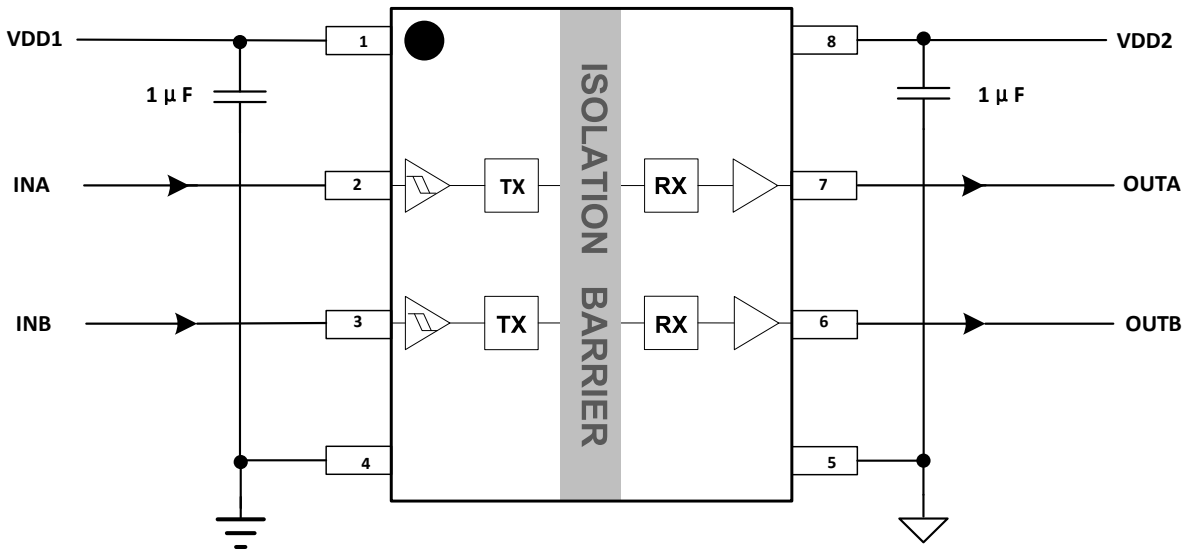 VDD1
1
8
VDD2
1 µ F
1 µ F
ISOLATION BARRIER
INA
2
TX
RX
7
OUTA
INB
3
TX
RX
6
OUTB
4
5